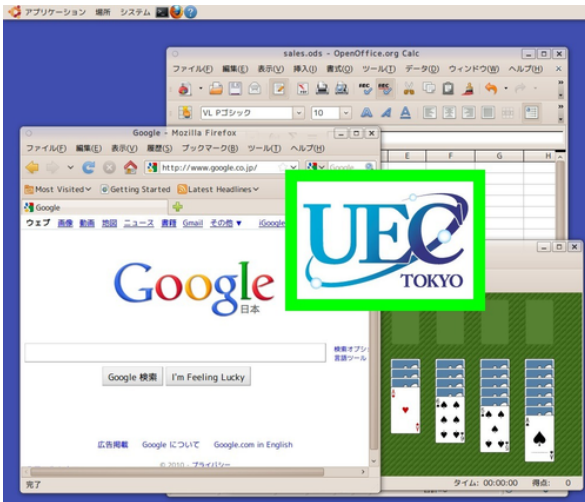 アプリケーション 場所 システム
sales.ods - OpenOffice.org Calc
ファイル(F) 編集(E) 表示(V) 挿入(I) 書式(O) ツール(T) データ(D) ウィンドウ(W) ヘルプ(H)
VL Pゴシック 10
E F G H
Google - Mozilla Firefox
ファイル(F) 編集(E) 表示(V) 履歴(S) ブックマーク(B) ツール(T) ヘルプ(H)
http://www.google.co.jp/ Google
Most Visited Getting Started Latest Headlines
Google
ウェブ 画像 動画 地図 ニュース 書籍 Gmail その他 iGoogle
UEC
TOKYO
Google
日本
検索オプシ
言語ツール
Google 検索 I'm Feeling Lucky
広告掲載 Google について Google.com in English
© 2010 - プライバシー
完了
タイム: 00:00:00 得点: 0